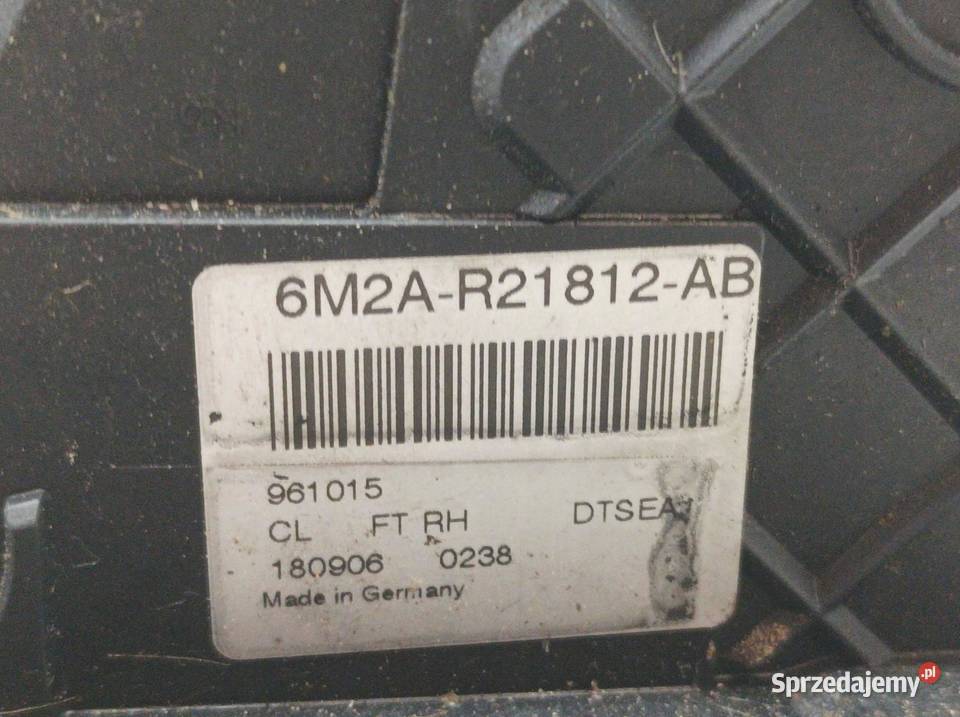 6M2A-R21812-AB
961015
CL FT RH DTSEA
180906 0238
Made in Germany
Sprzedajemy.pl